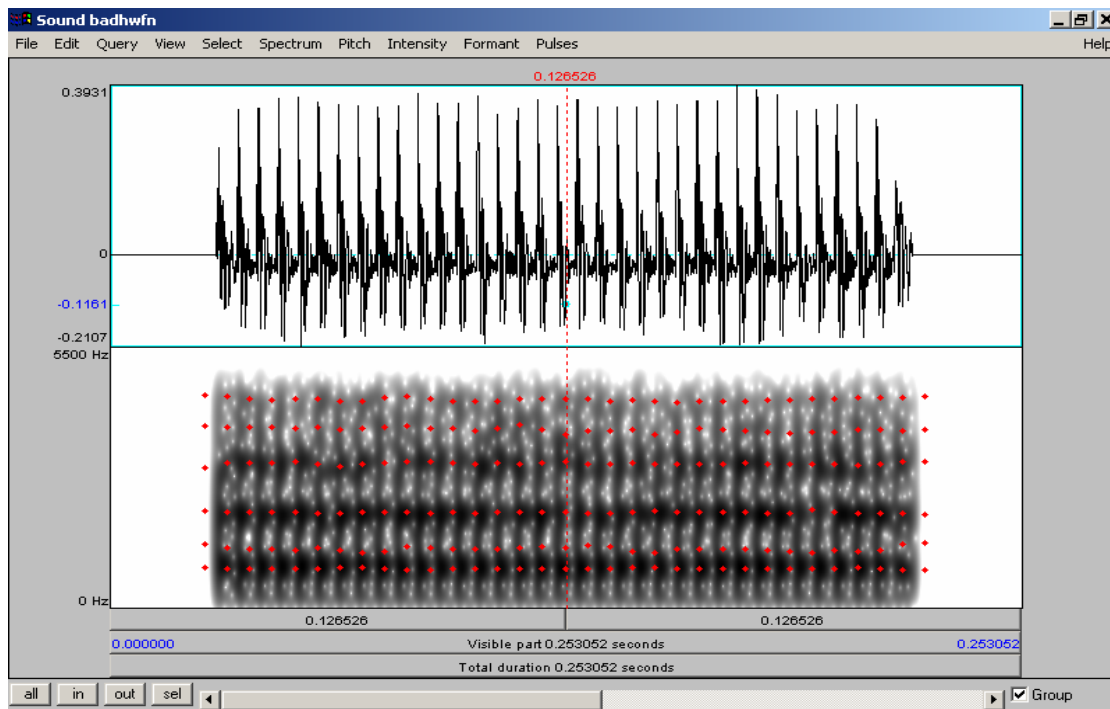 Sound badhwfn
File Edit Query View Select Spectrum Pitch Intensity Formant Pulses Help
0.126526
0.3931
0
-0.1161
-0.2107
5500 Hz
0 Hz
0.126526 0.126526
0.000000 Visible part 0.253052 seconds 0.253052
Total duration 0.253052 seconds
all in out sel Group